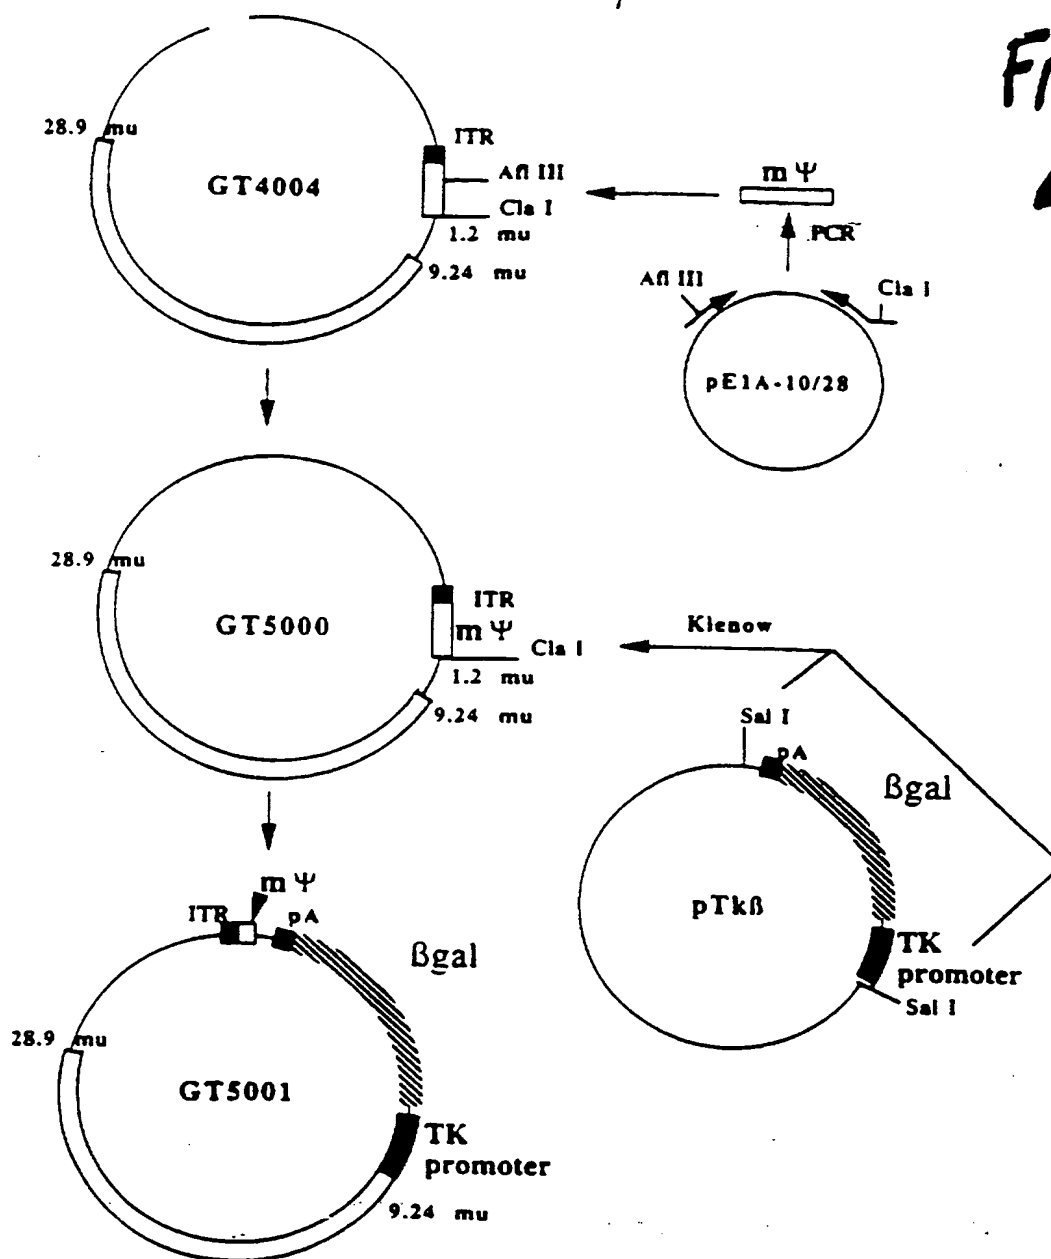 28.9 mu
GT4004
ITR
Afl III
Cla I
1.2 mu
9.24 mu
m Ψ
PCR
Afl III
Cla I
pE1A-10/28
28.9 mu
GT5000
ITR
m Ψ
Cla I
1.2 mu
9.24 mu
Klenow
Sal I
pA
ßgal
pTkß
TK
promoter
Sal I
m Ψ
ITR
pA
ßgal
28.9 mu
GT5001
TK
promoter
9.24 mu